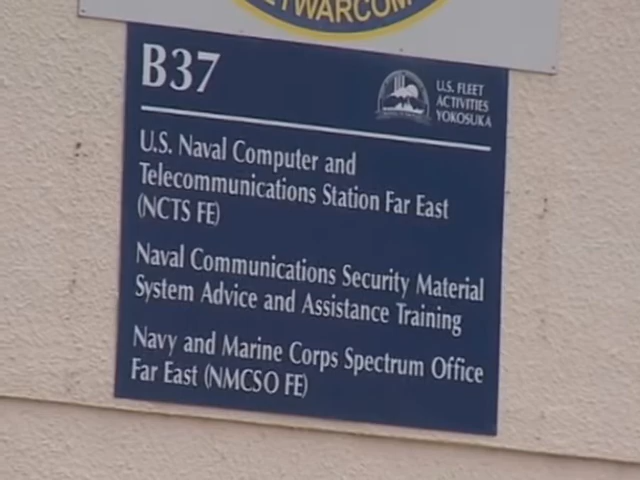 B37
U.S. FLEET
ACTIVITIES
YOKOSUKA
U.S. Naval Computer and
Telecommunications Station Far East
(NCTS FE)
Naval Communications Security Material
System Advice and Assistance Training
Navy and Marine Corps Spectrum Office
Far East (NMCSO FE)